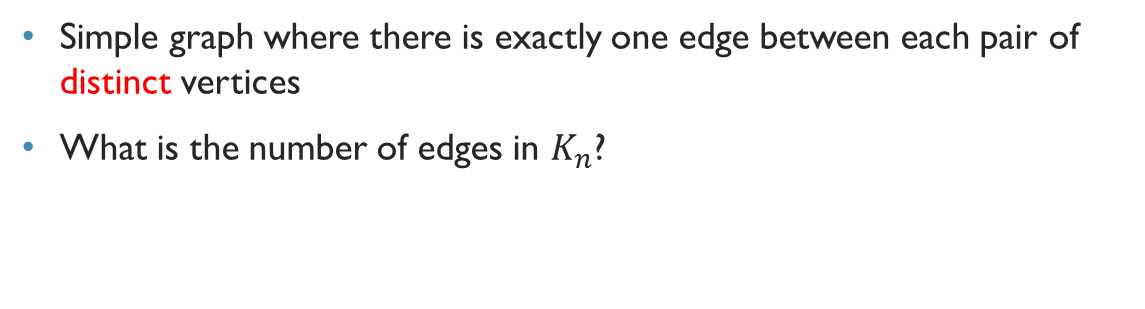 • Simple graph where there is exactly one edge between each pair of
distinct vertices
• What is the number of edges in Kₙ?